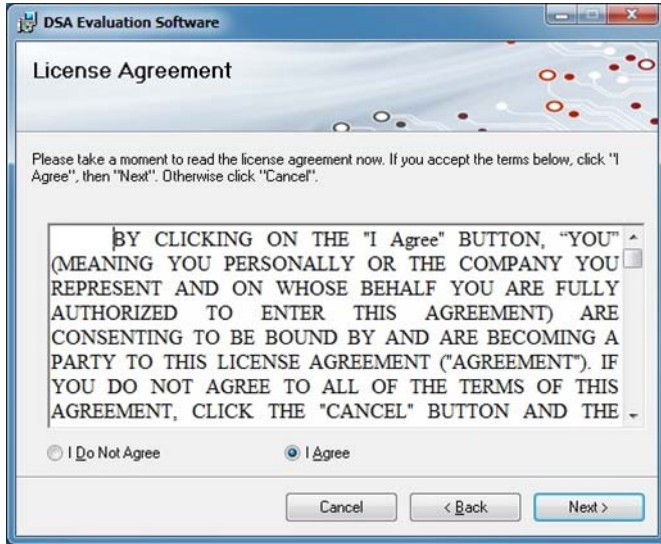 DSA Evaluation Software
License Agreement
Please take a moment to read the license agreement now. If you accept the terms below, click "I
Agree", then "Next". Otherwise click "Cancel".
BY CLICKING ON THE "I Agree" BUTTON, “YOU”
(MEANING YOU PERSONALLY OR THE COMPANY YOU
REPRESENT AND ON WHOSE BEHALF YOU ARE FULLY
AUTHORIZED TO ENTER THIS AGREEMENT) ARE
CONSENTING TO BE BOUND BY AND ARE BECOMING A
PARTY TO THIS LICENSE AGREEMENT ("AGREEMENT"). IF
YOU DO NOT AGREE TO ALL OF THE TERMS OF THIS
AGREEMENT, CLICK THE "CANCEL" BUTTON AND THE
I Do Not Agree I Agree
Cancel < Back Next >